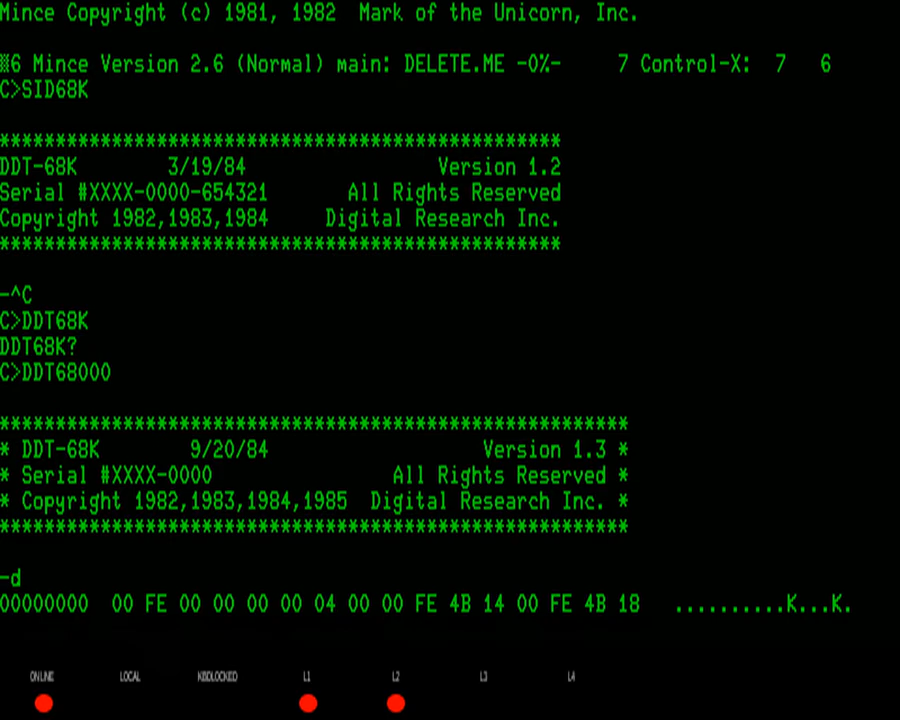 Mince Copyright (c) 1981, 1982  Mark of the Unicorn, Inc.
▒6 Mince Version 2.6 (Normal) main: DELETE.ME -0%-     7 Control-X:  7   6
C>SID68K
**************************************************
DDT-68K        3/19/84                 Version 1.2
Serial #XXXX-0000-654321       All Rights Reserved
Copyright 1982,1983,1984     Digital Research Inc.
**************************************************
-^C
C>DDT68K
DDT68K?
C>DDT68000
********************************************************
* DDT-68K        9/20/84                   Version 1.3 *
* Serial #XXXX-0000                All Rights Reserved *
* Copyright 1982,1983,1984,1985  Digital Research Inc. *
********************************************************
-d
00000000  00 FE 00 00 00 00 04 00 00 FE 4B 14 00 FE 4B 18   ..........K...K.
ONLINE LOCAL KBDLOCKED L1 L2 L3 L4